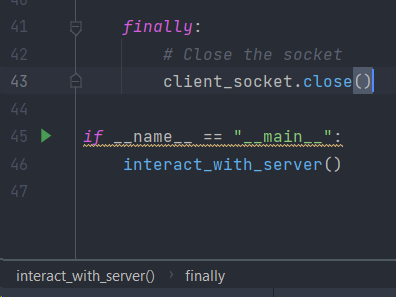 41 finally:
42 # Close the socket
43 client_socket.close()
44
45 if __name__ == "__main__":
46 interact_with_server()
47
interact_with_server() › finally